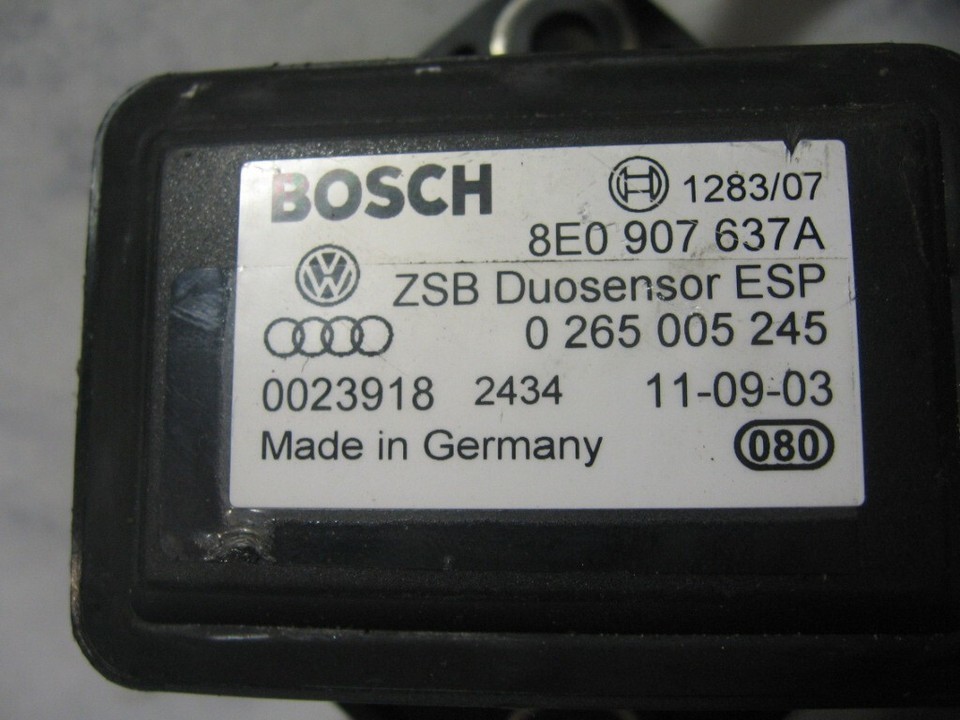 BOSCH
1283/07
8E0 907 637A
ZSB Duosensor ESP
0 265 005 245
0023918 2434 11-09-03
Made in Germany
080